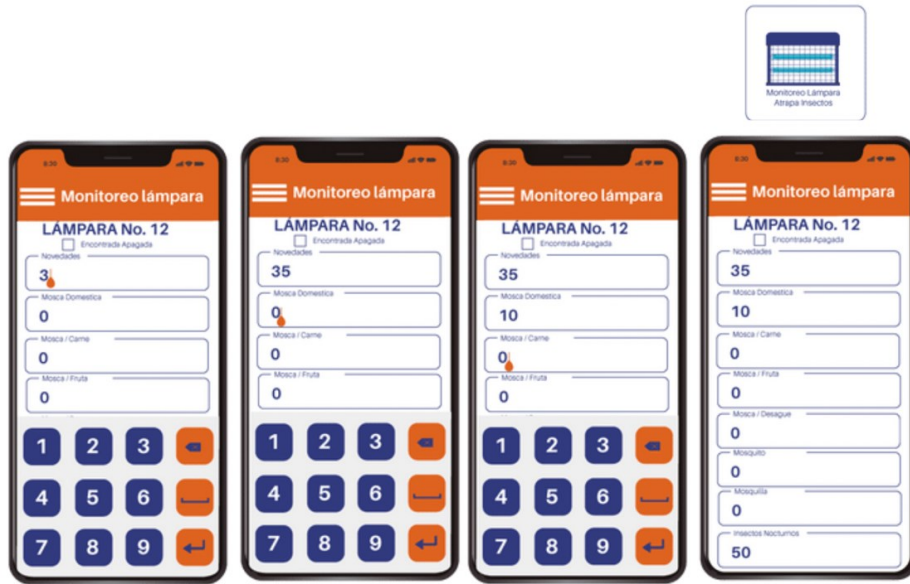 Monitoreo Lámpara
Atrapa Insectos
8:30
Monitoreo lámpara
LÁMPARA No. 12
Encontrada Apagada
Novedades
3
Mosca Domestica
0
Mosca / Carne
0
Mosca / Fruta
0
1 2 3
4 5 6
7 8 9
8:30
Monitoreo lámpara
LÁMPARA No. 12
Encontrada Apagada
Novedades
35
Mosca Domestica
0
Mosca / Carne
0
Mosca / Fruta
0
1 2 3
4 5 6
7 8 9
8:30
Monitoreo lámpara
LÁMPARA No. 12
Encontrada Apagada
Novedades
35
Mosca Domestica
10
Mosca / Carne
0
Mosca / Fruta
0
1 2 3
4 5 6
7 8 9
8:30
Monitoreo lámpara
LÁMPARA No. 12
Encontrada Apagada
Novedades
35
Mosca Domestica
10
Mosca / Carne
0
Mosca / Fruta
0
Mosca / Desague
0
Mosquito
0
Mosquilla
0
Insectos Nocturnos
50